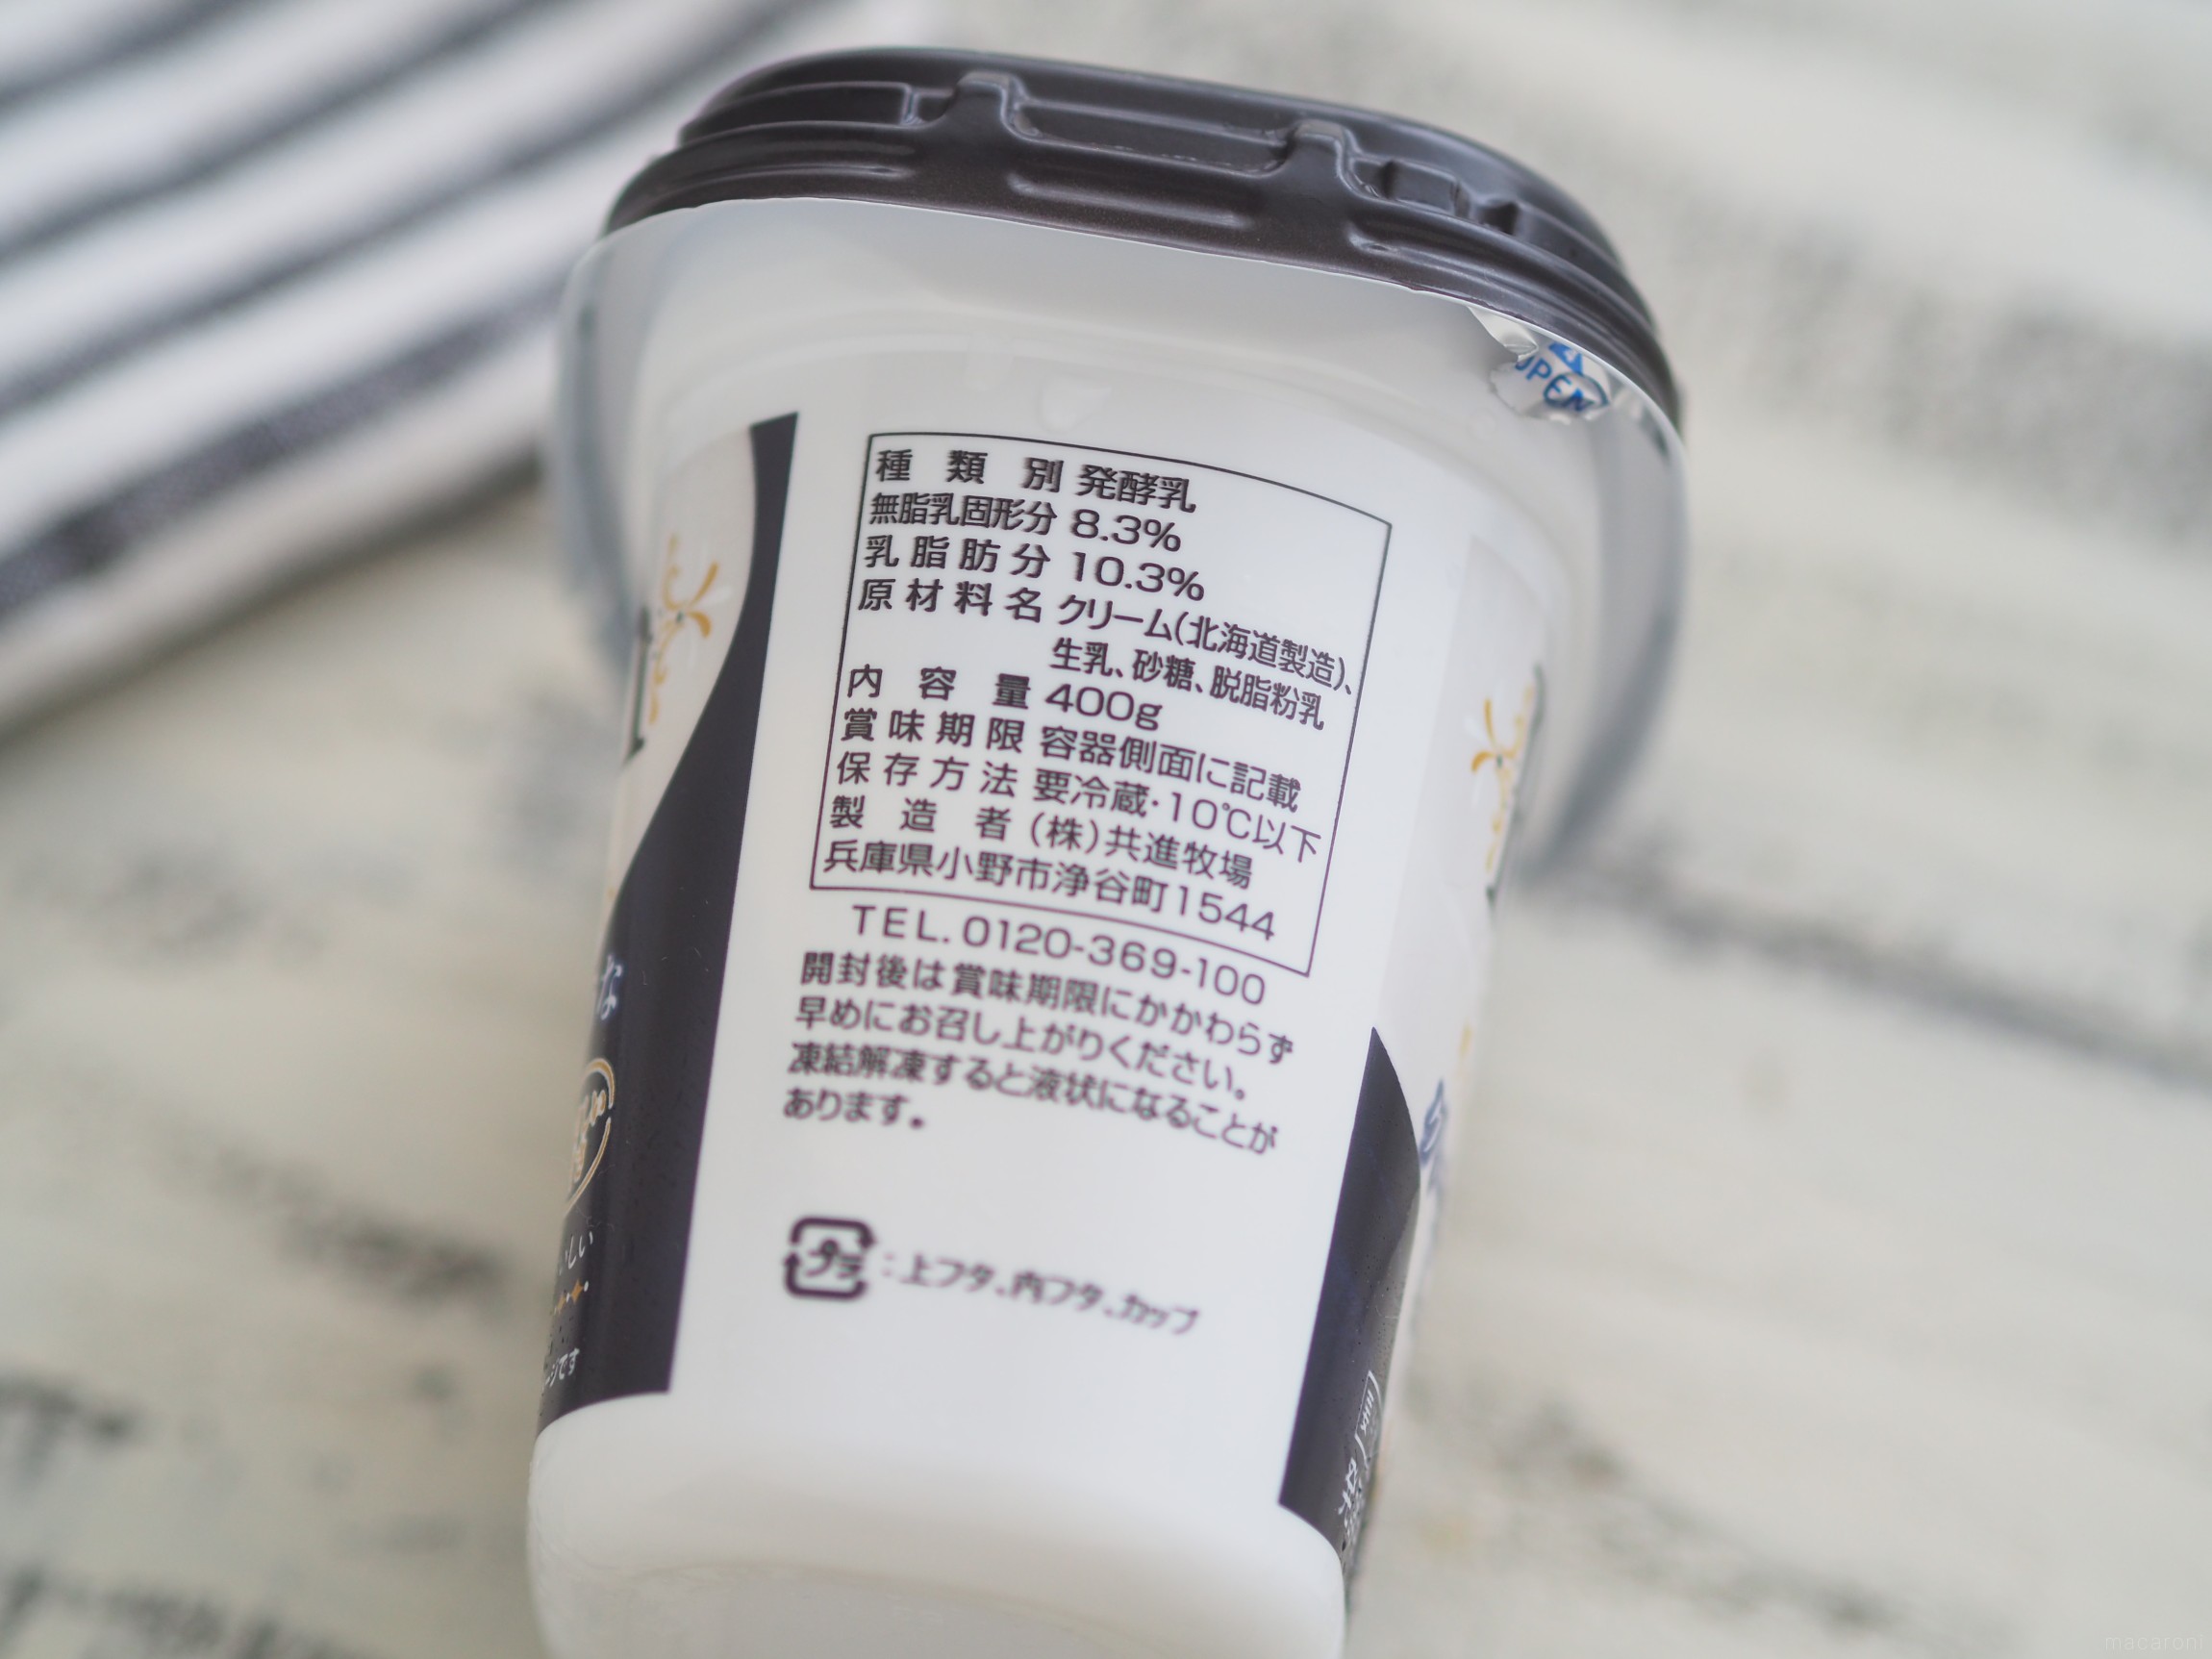 種類別 発酵乳
無脂乳固形分 8.3%
乳脂肪分 10.3%
原材料名 クリーム(北海道製造)、
生乳、砂糖、脱脂粉乳
内容量 400g
賞味期限 容器側面に記載
保存方法 要冷蔵・10℃以下
製造者 (株)共進牧場
兵庫県小野市浄谷町1544
TEL. 0120-369-100
開封後は賞味期限にかかわらず
早めにお召し上がりください。
凍結解凍すると液状になることが
あります。
プラ : 上フタ、内フタ、カップ
OPEN
な
しい
です
macaroni